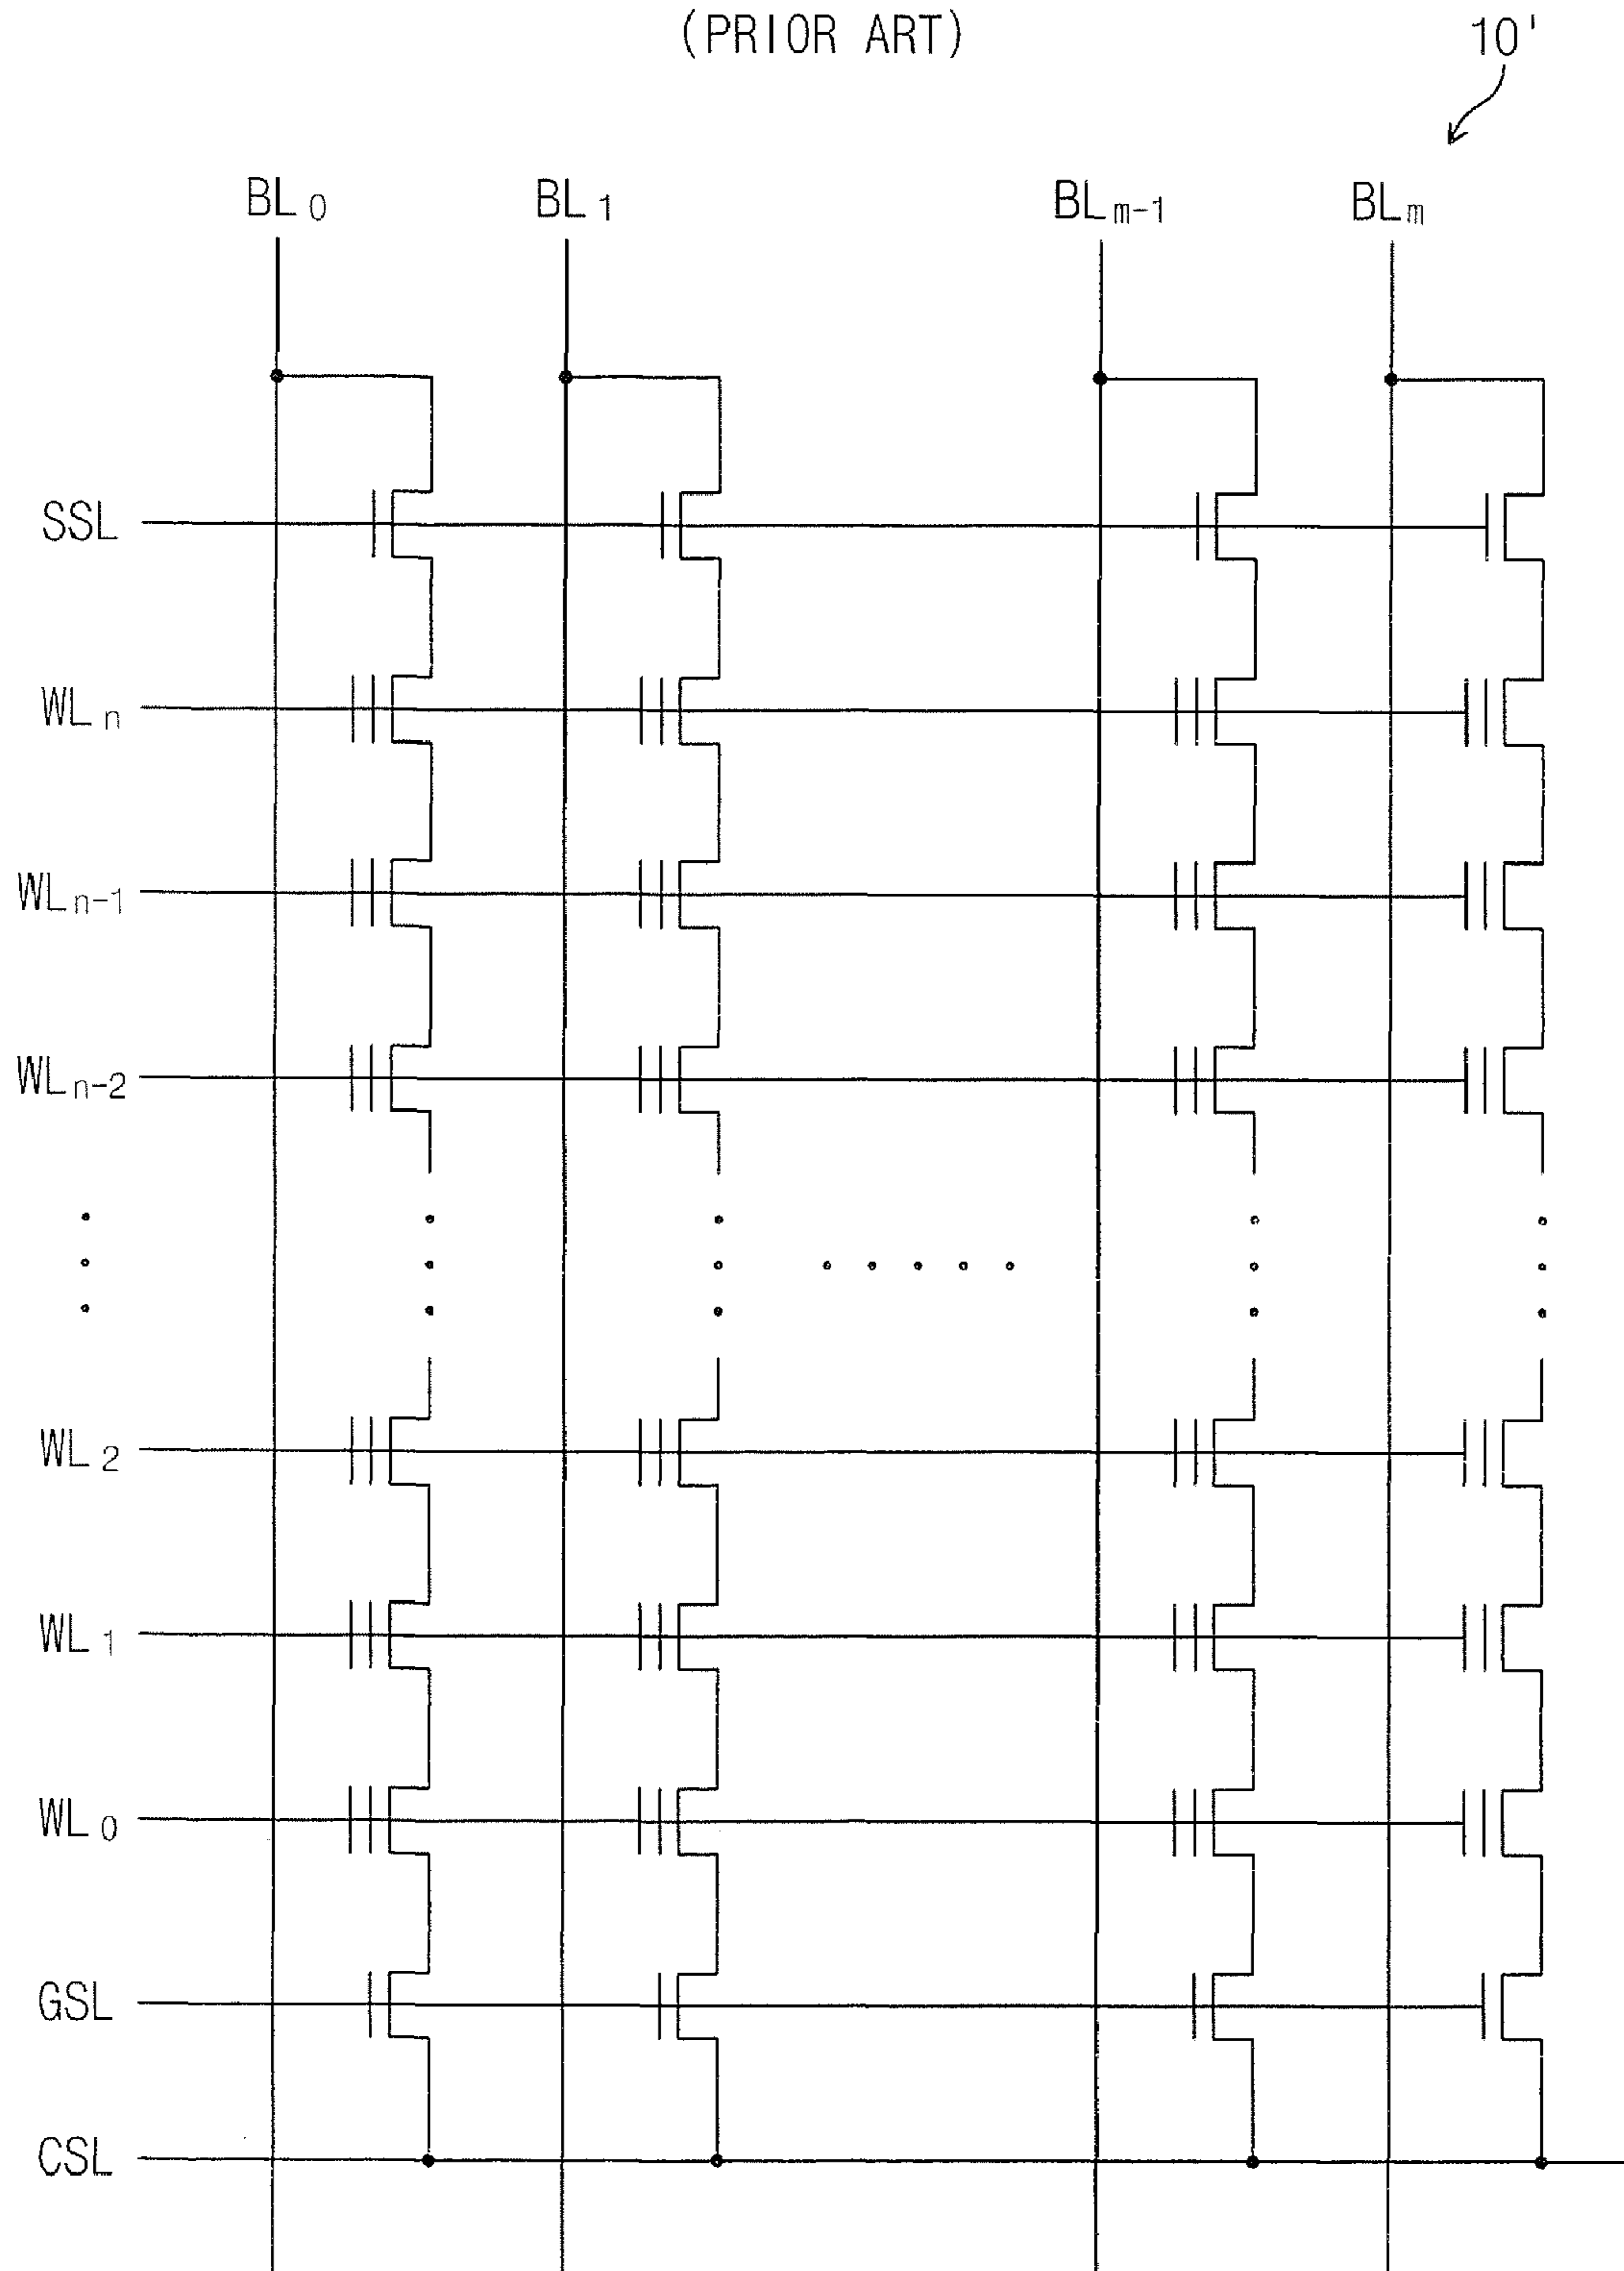 (PRIOR ART)
10'
BL0 BL1 BLm-1 BLm
SSL
WLn
WLn-1
WLn-2
WL2
WL1
WL0
GSL
CSL